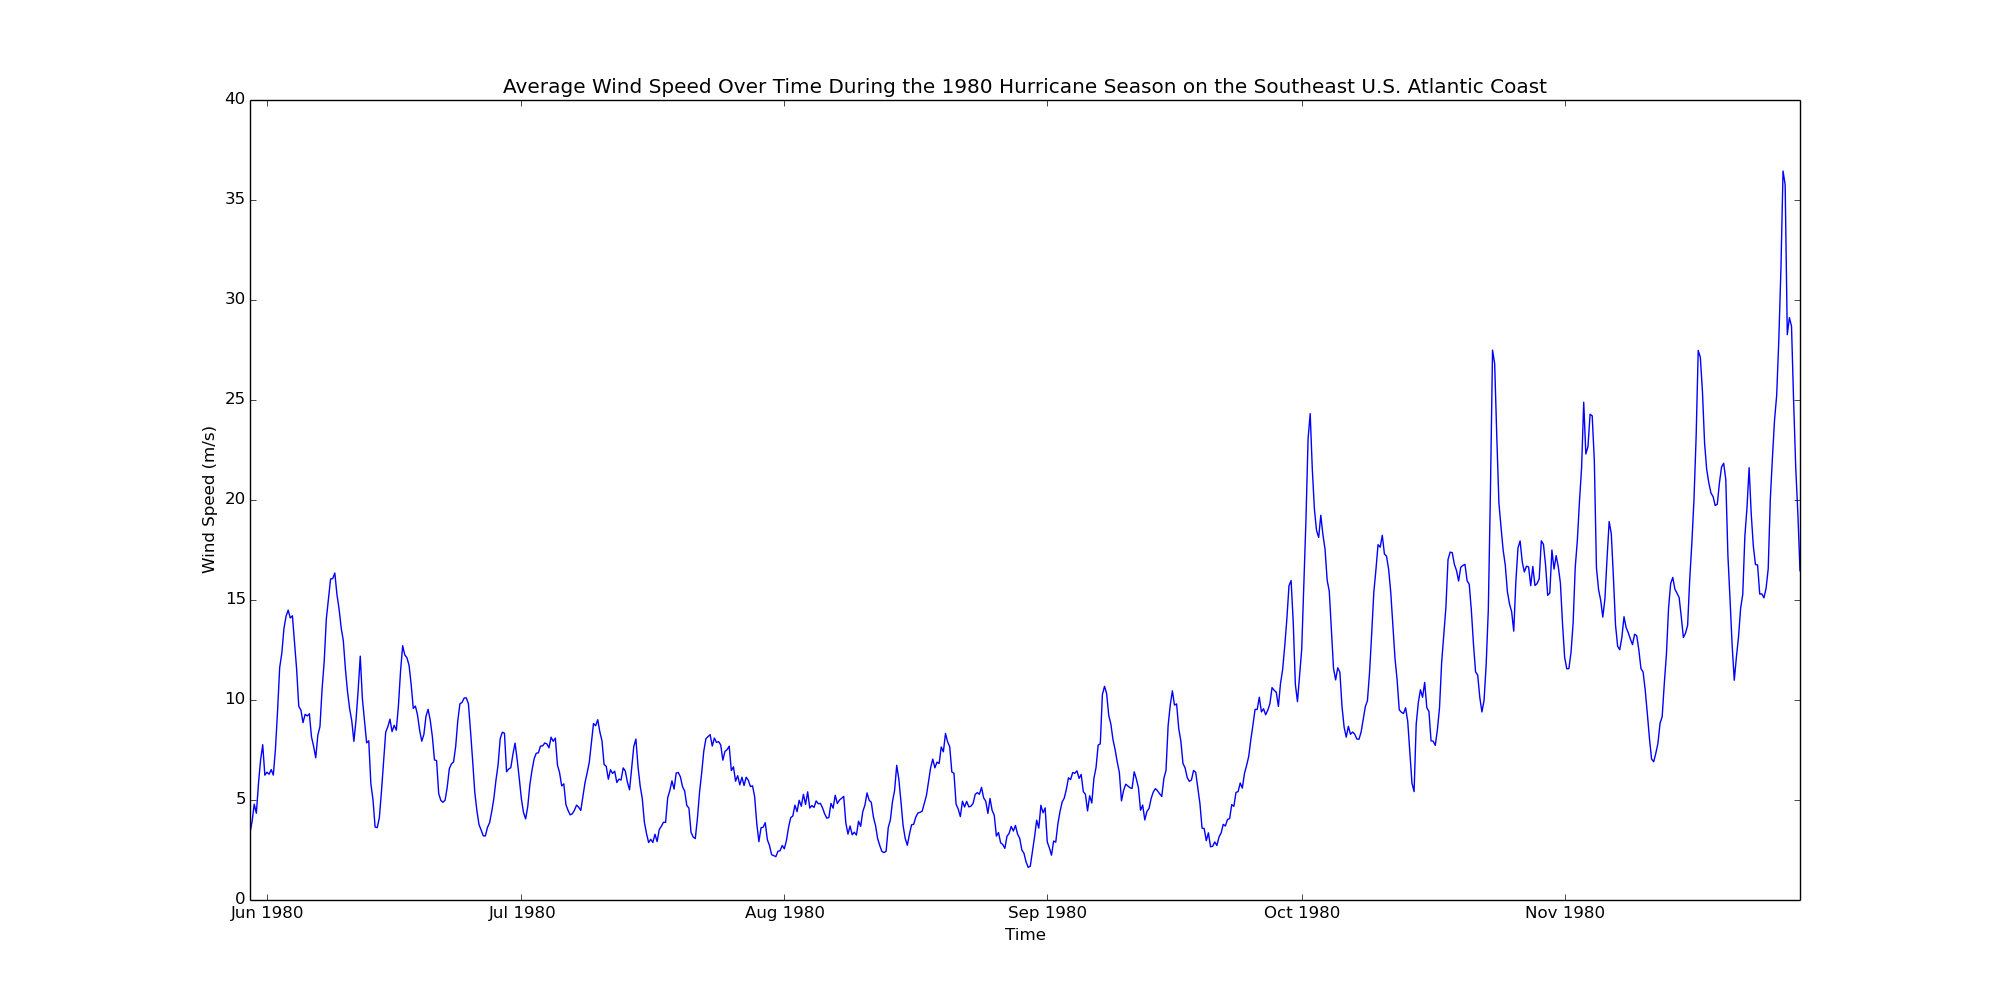 Average Wind Speed Over Time During the 1980 Hurricane Season on the Southeast U.S. Atlantic Coast
40
35
30
25
20
15
10
5
0
Wind Speed (m/s)
Jun 1980 Jul 1980 Aug 1980 Sep 1980 Oct 1980 Nov 1980
Time